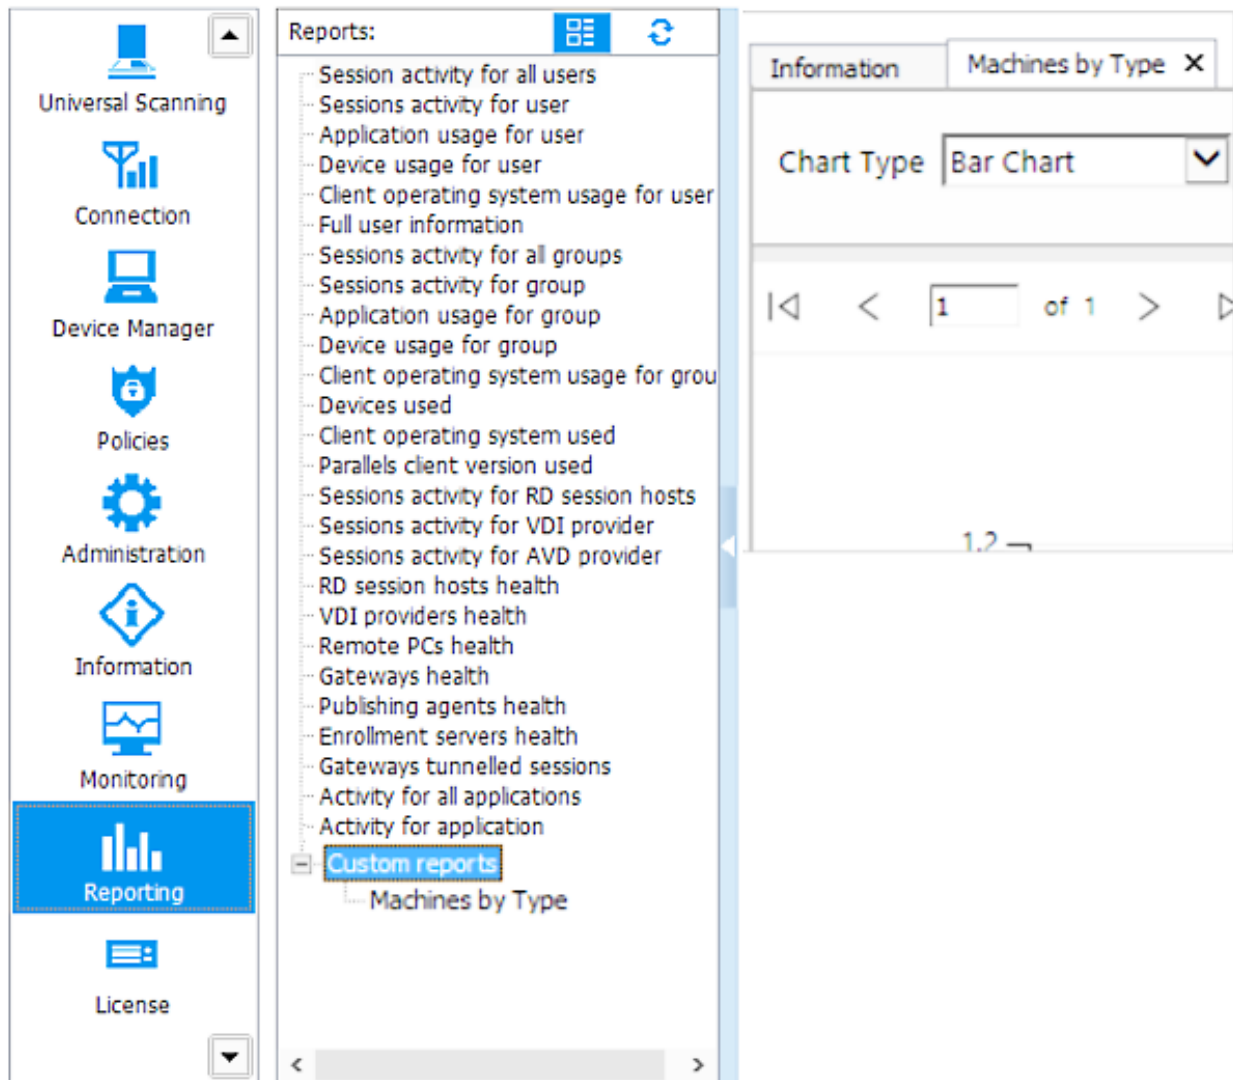 Universal Scanning
Connection
Device Manager
Policies
Administration
Information
Monitoring
Reporting
License
Reports:
Session activity for all users
Sessions activity for user
Application usage for user
Device usage for user
Client operating system usage for user
Full user information
Sessions activity for all groups
Sessions activity for group
Application usage for group
Device usage for group
Client operating system usage for grou
Devices used
Client operating system used
Parallels client version used
Sessions activity for RD session hosts
Sessions activity for VDI provider
Sessions activity for AVD provider
RD session hosts health
VDI providers health
Remote PCs health
Gateways health
Publishing agents health
Enrollment servers health
Gateways tunnelled sessions
Activity for all applications
Activity for application
Custom reports
Machines by Type
Information
Machines by Type
Chart Type Bar Chart
1 of 1
1.2